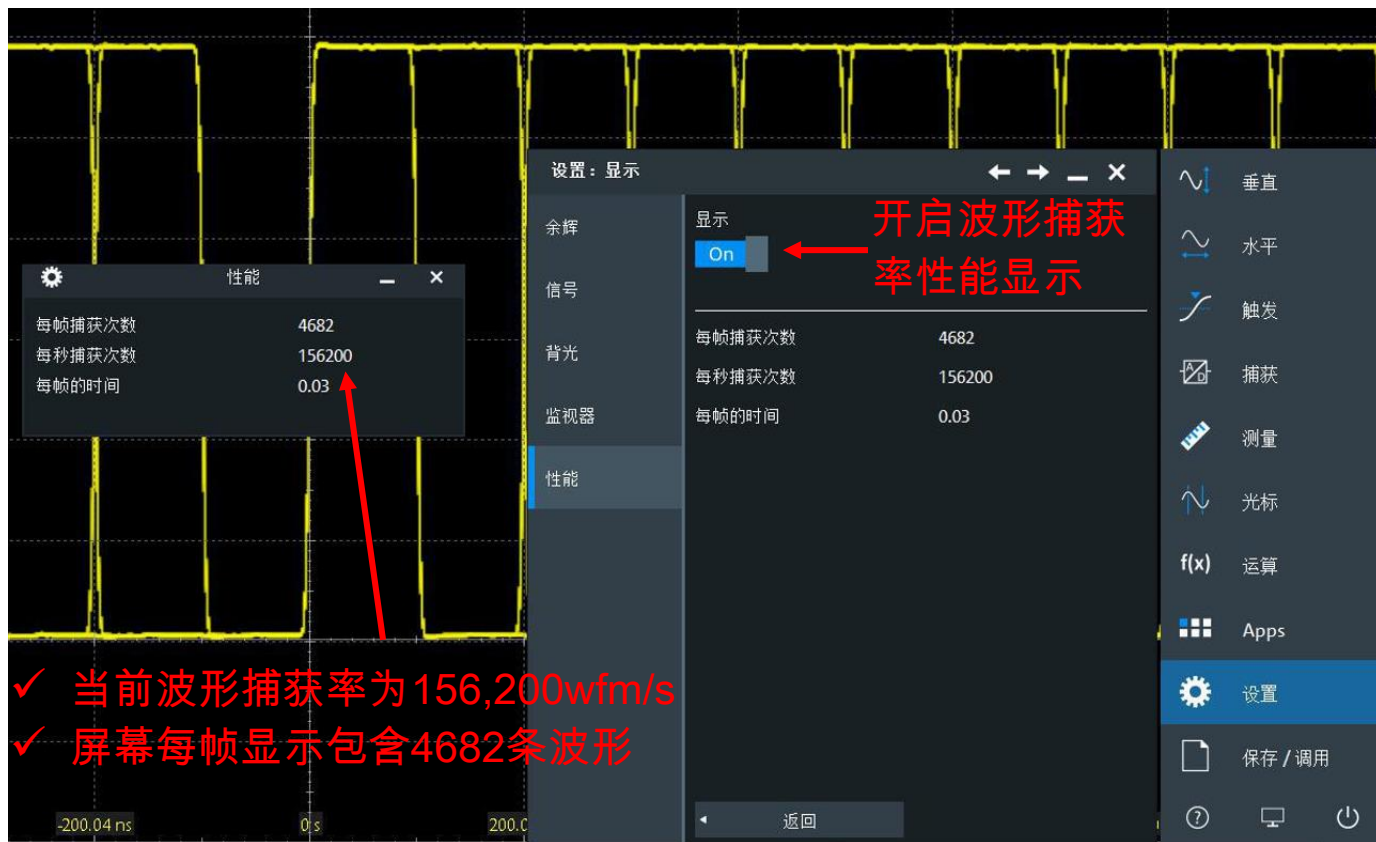 设置：显示
垂直
余辉
显示
On
开启波形捕获
率性能显示
水平
性能
信号
触发
每帧捕获次数 4682
每秒捕获次数 156200
每帧的时间 0.03
背光
每帧捕获次数 4682
每秒捕获次数 156200
每帧的时间 0.03
捕获
监视器
测量
性能
光标
f(x) 运算
Apps
✓ 当前波形捕获率为156,200wfm/s
✓ 屏幕每帧显示包含4682条波形
设置
保存 / 调用
-200.04 ns
0 s
200.0
返回